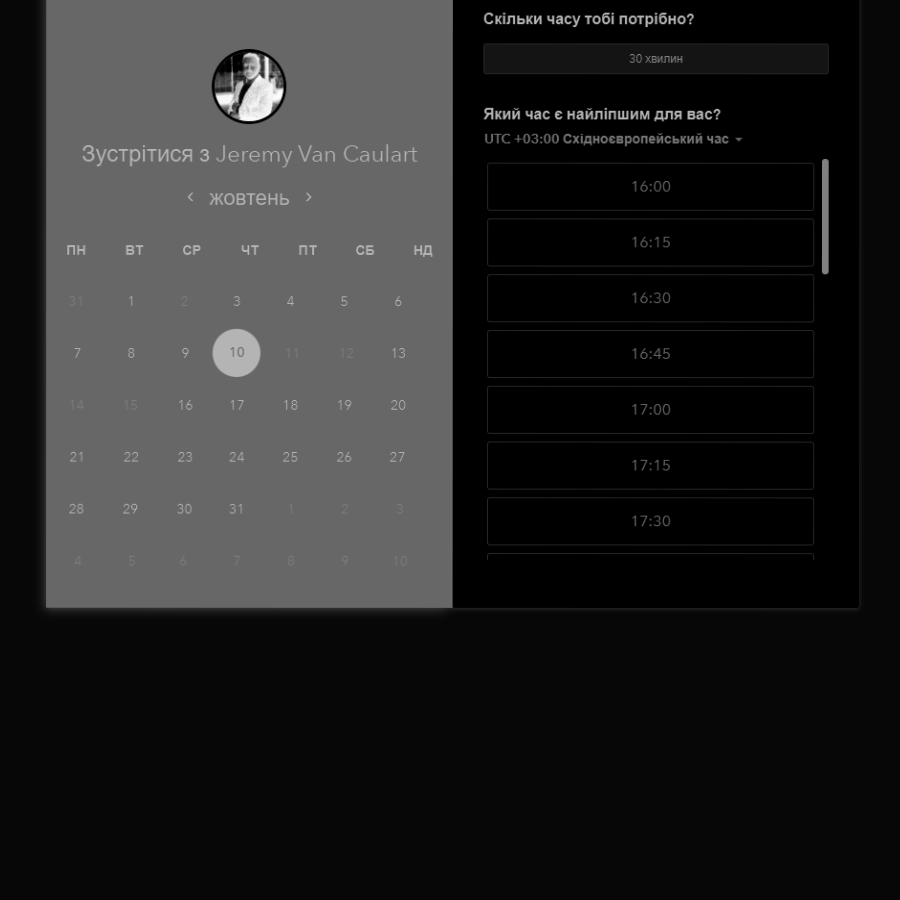 Зустрітися з Jeremy Van Caulart
жовтень
ПН ВТ СР ЧТ ПТ СБ НД
31 1 2 3 4 5 6
7 8 9 10 11 12 13
14 15 16 17 18 19 20
21 22 23 24 25 26 27
28 29 30 31 1 2 3
4 5 6 7 8 9 10
Скільки часу тобі потрібно?
30 хвилин
Який час є найліпшим для вас?
UTC +03:00 Східноєвропейський час
16:00
16:15
16:30
16:45
17:00
17:15
17:30